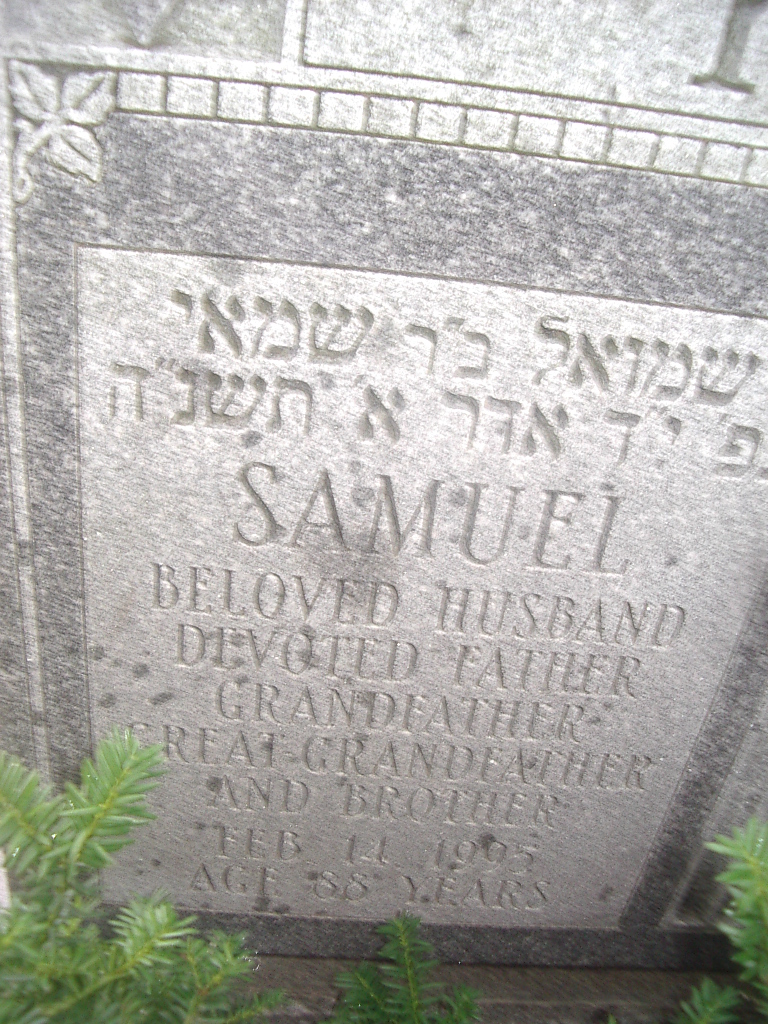 שמואל ב׳ר שמאי
נפ׳ י״ד אדר א׳ תשנ״ה
SAMUEL
BELOVED HUSBAND
DEVOTED FATHER
GRANDFATHER
GREAT-GRANDFATHER
AND BROTHER
FEB 14 1995
AGE 88 YEARS